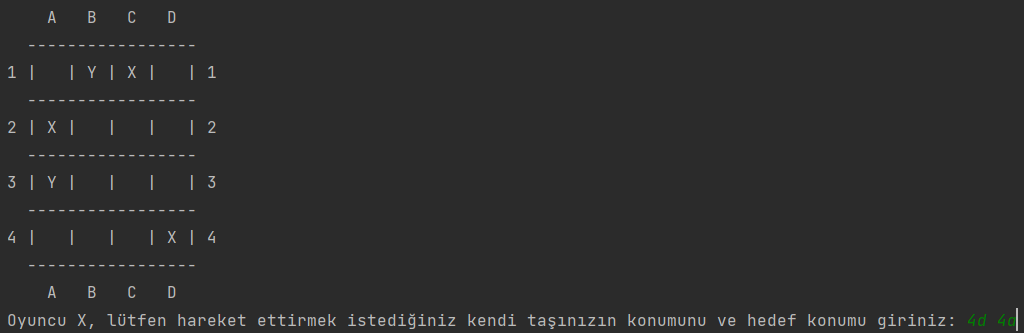 A B C D
-----------------
1 |   | Y | X |   | 1
-----------------
2 | X |   |   |   | 2
-----------------
3 | Y |   |   |   | 3
-----------------
4 |   |   |   | X | 4
-----------------
A B C D
Oyuncu X, lütfen hareket ettirmek istediğiniz kendi taşınızın konumunu ve hedef konumu giriniz: 4d 4a